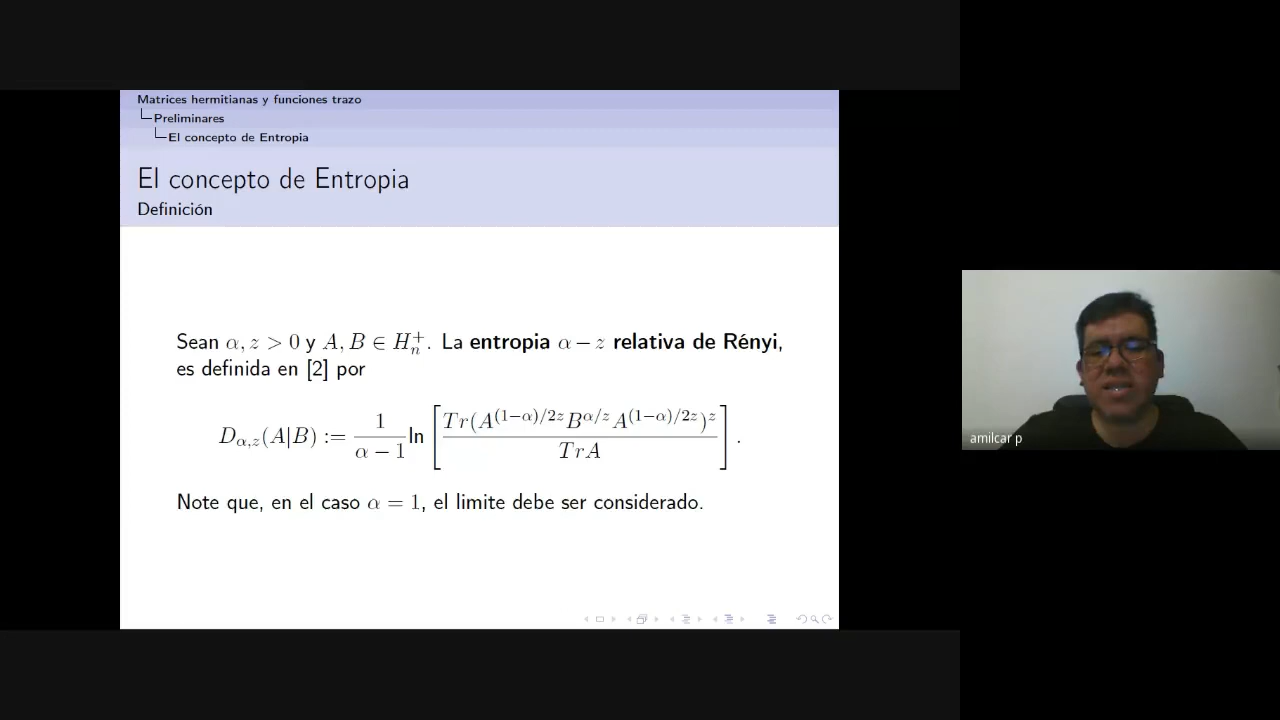 Matrices hermitianas y funciones trazo
Preliminares
El concepto de Entropia
El concepto de Entropia
Definición
Sean α, z > 0 y A, B ∈ H_n^+. La entropia α − z relativa de Rényi,
es definida en [2] por
D_{α,z}(A|B) := \frac{1}{α − 1} ln [ \frac{Tr(A^{(1−α)/2z} B^{α/z} A^{(1−α)/2z})^z}{TrA} ] .
Note que, en el caso α = 1, el limite debe ser considerado.
amilcar p